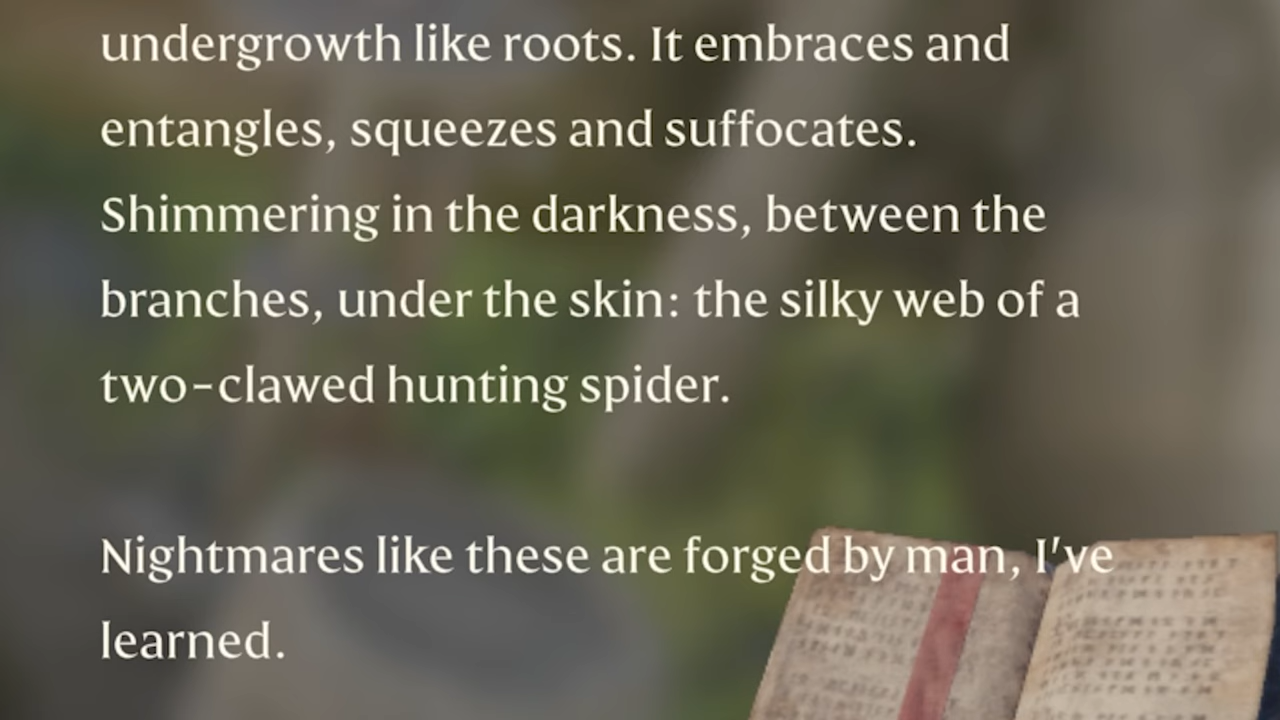 undergrowth like roots. It embraces and
entangles, squeezes and suffocates.
Shimmering in the darkness, between the
branches, under the skin: the silky web of a
two-clawed hunting spider.
Nightmares like these are forged by man, I've
learned.